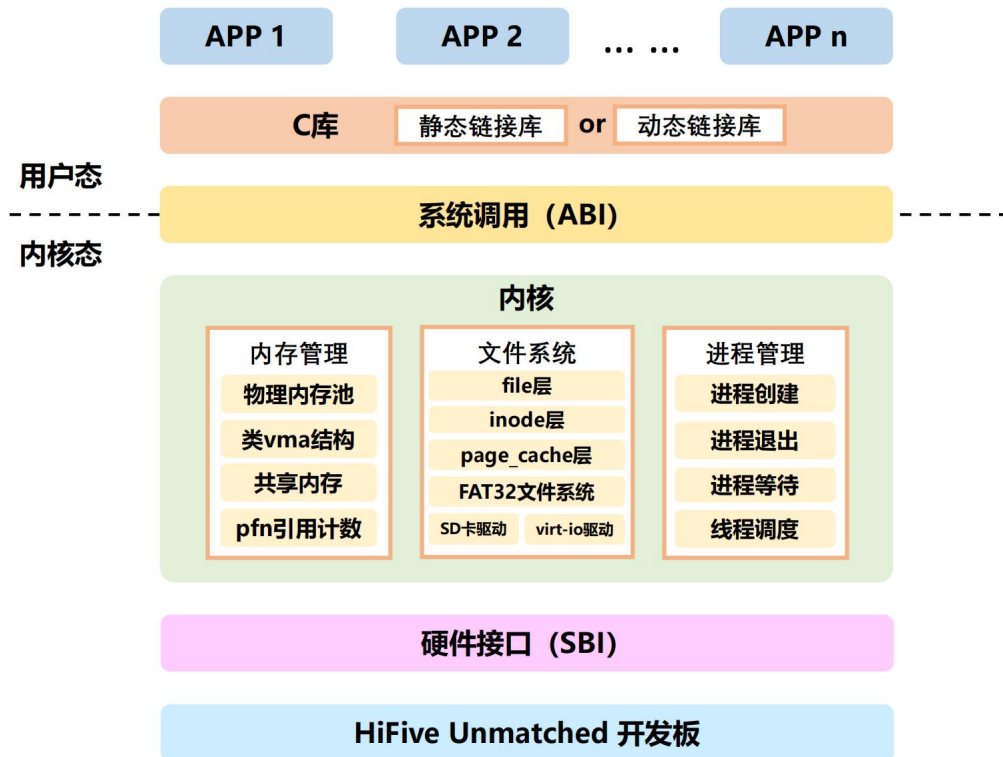 APP 1
APP 2
... ...
APP n
C库
静态链接库
or
动态链接库
用户态
系统调用（ABI）
内核态
内核
内存管理
物理内存池
类vma结构
共享内存
pfn引用计数
文件系统
file层
inode层
page_cache层
FAT32文件系统
SD卡驱动
virt-io驱动
进程管理
进程创建
进程退出
进程等待
线程调度
硬件接口（SBI）
HiFive Unmatched 开发板